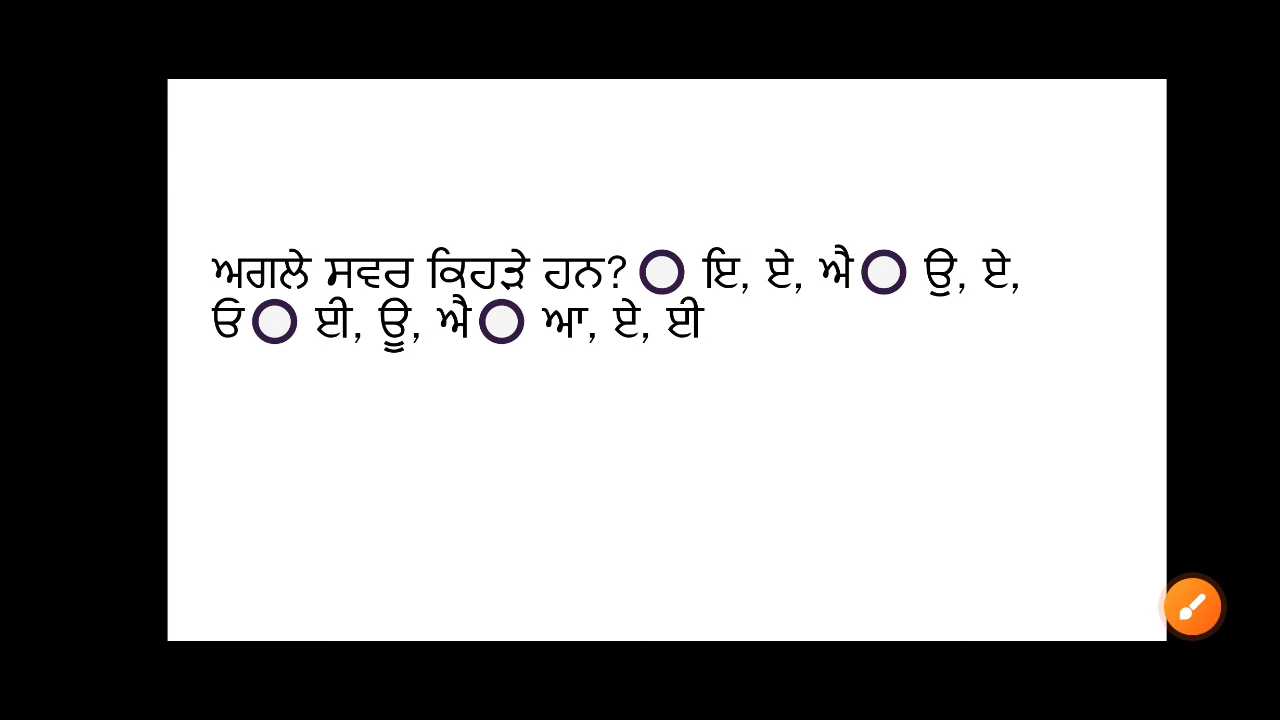 ਅਗਲੇ ਸਵਰ ਕਿਹੜੇ ਹਨ? ਇ, ਏ, ਐ ਉ, ਏ,
ਓ ਈ, ਊ, ਐ ਆ, ਏ, ਈ